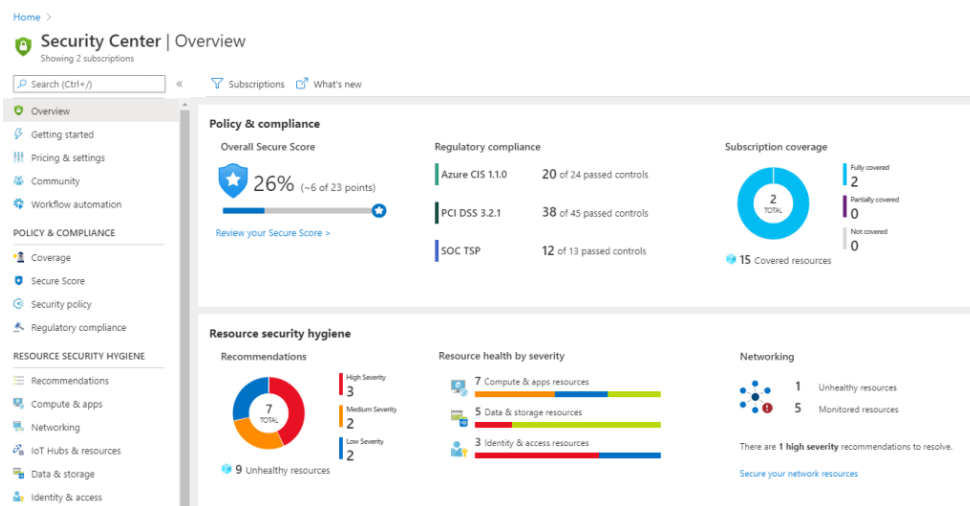 Home >
Security Center | Overview
Showing 2 subscriptions
Search (Ctrl+/)
«
Subscriptions
What's new
Overview
Getting started
Pricing & settings
Community
Workflow automation
POLICY & COMPLIANCE
Coverage
Secure Score
Security policy
Regulatory compliance
RESOURCE SECURITY HYGIENE
Recommendations
Compute & apps
Networking
IoT Hubs & resources
Data & storage
Identity & access
Policy & compliance
Overall Secure Score
26% (~6 of 23 points)
Review your Secure Score >
Regulatory compliance
Azure CIS 1.1.0 20 of 24 passed controls
PCI DSS 3.2.1 38 of 45 passed controls
SOC TSP 12 of 13 passed controls
Subscription coverage
2
TOTAL
Fully covered
2
Partially covered
0
Not covered
0
15 Covered resources
Resource security hygiene
Recommendations
7
TOTAL
High Severity
3
Medium Severity
2
Low Severity
2
9 Unhealthy resources
Resource health by severity
7 Compute & apps resources
5 Data & storage resources
3 Identity & access resources
Networking
1 Unhealthy resources
5 Monitored resources
There are 1 high severity recommendations to resolve.
Secure your network resources